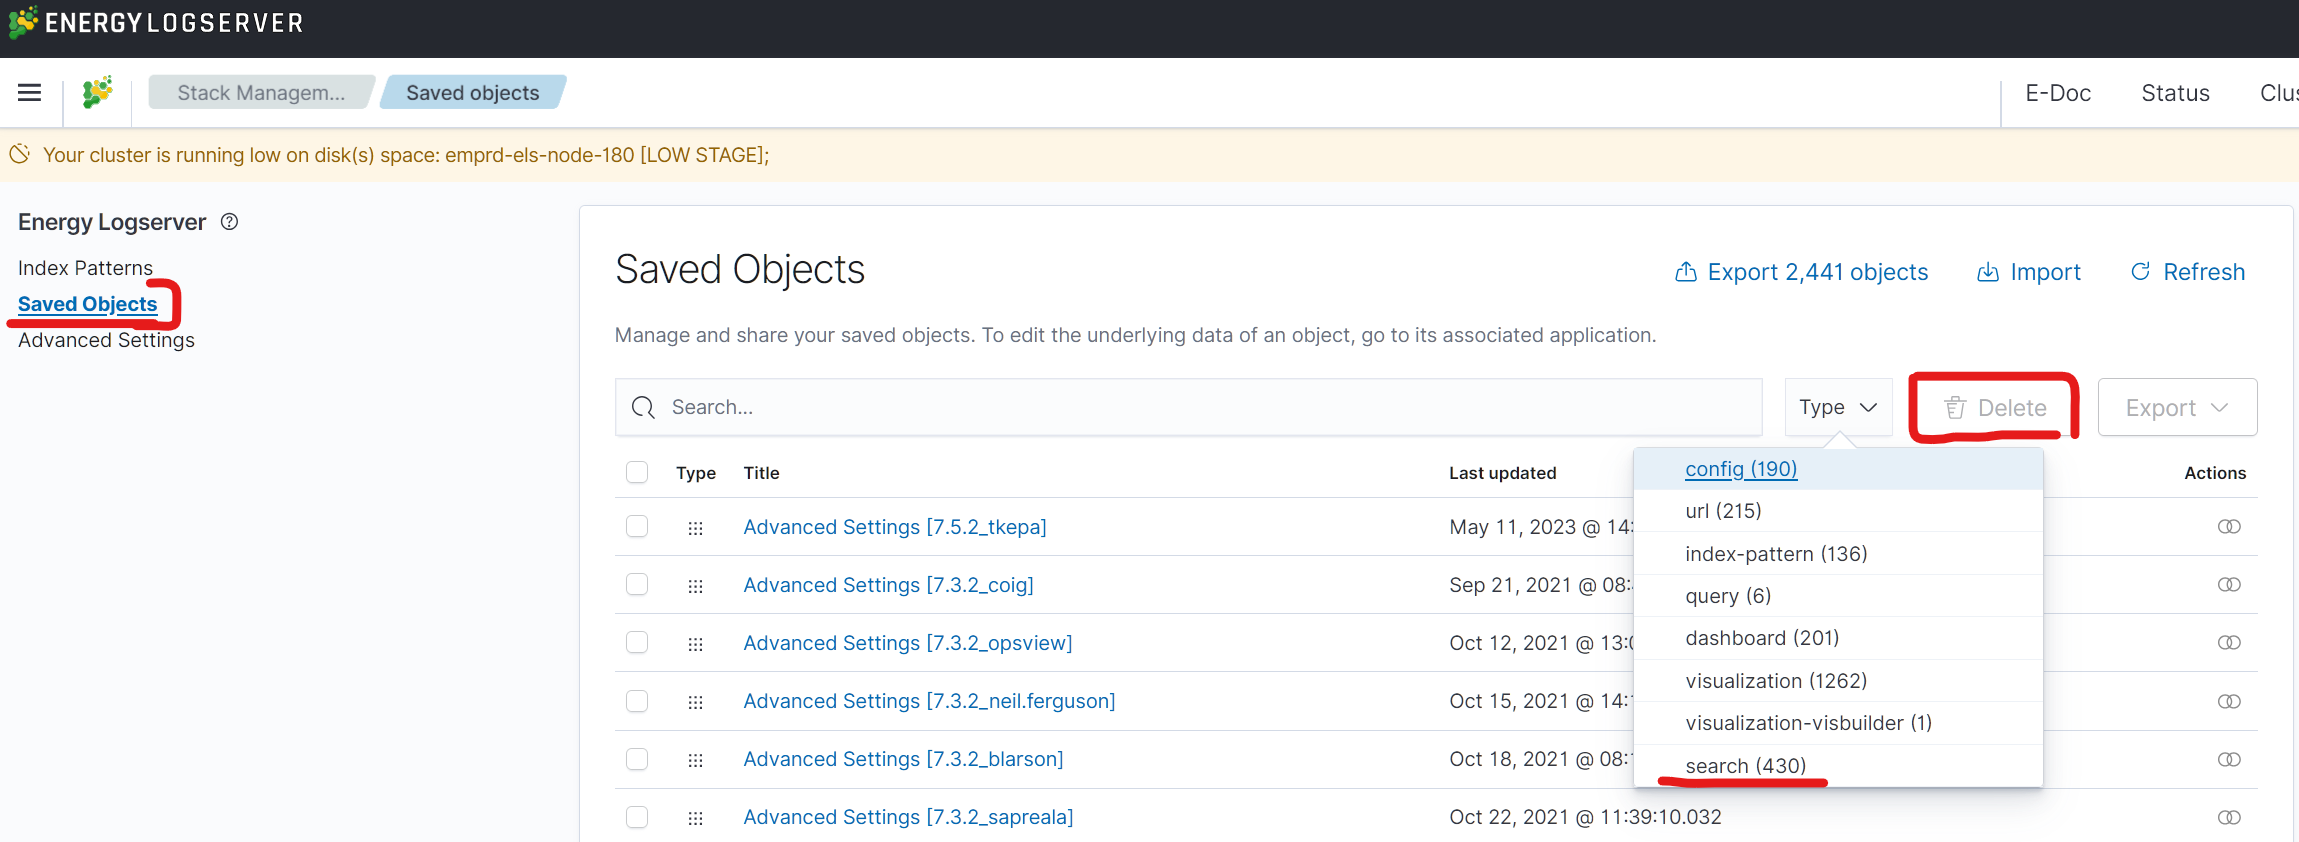 ENERGY LOGSERVER
Stack Managem... Saved objects E-Doc Status Clus
Your cluster is running low on disk(s) space: emprd-els-node-180 [LOW STAGE];
Energy Logserver
Index Patterns
Saved Objects
Advanced Settings
Saved Objects
Export 2,441 objects Import Refresh
Manage and share your saved objects. To edit the underlying data of an object, go to its associated application.
Search... Type Delete Export
Type Title Last updated Actions
Advanced Settings [7.5.2_tkepa] May 11, 2023 @ 14:
Advanced Settings [7.3.2_coig] Sep 21, 2021 @ 08:
Advanced Settings [7.3.2_opsview] Oct 12, 2021 @ 13:
Advanced Settings [7.3.2_neil.ferguson] Oct 15, 2021 @ 14:
Advanced Settings [7.3.2_blarson] Oct 18, 2021 @ 08:
Advanced Settings [7.3.2_sapreala] Oct 22, 2021 @ 11:39:10.032
config (190)
url (215)
index-pattern (136)
query (6)
dashboard (201)
visualization (1262)
visualization-visbuilder (1)
search (430)